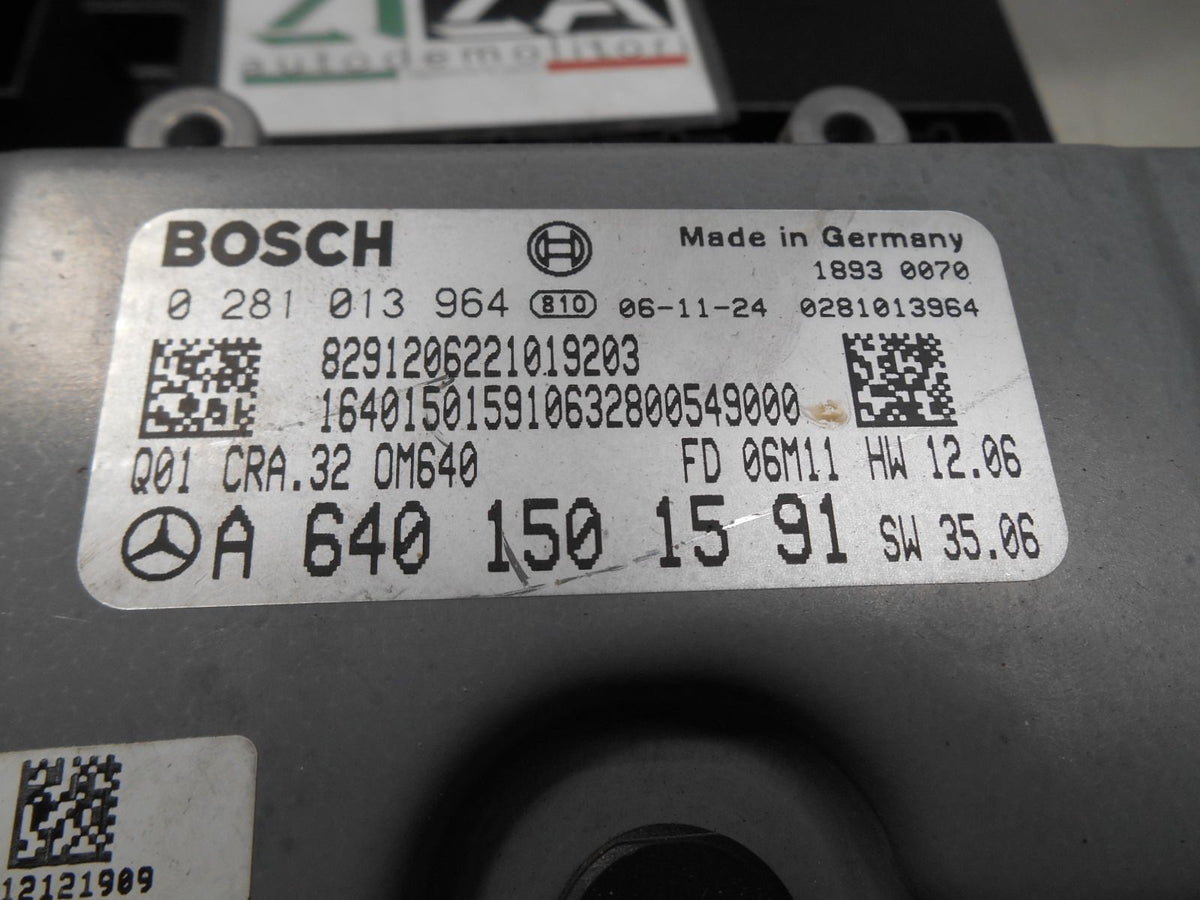 autodemolitori
BOSCH
Made in Germany
1893 0070
0 281 013 964 810 06-11-24 0281013964
8291206221019203
16401501591063280054900​0
Q01 CRA.32 OM640 FD 06M11 HW 12.06
A 640 150 15 91 SW 35.06
12121909